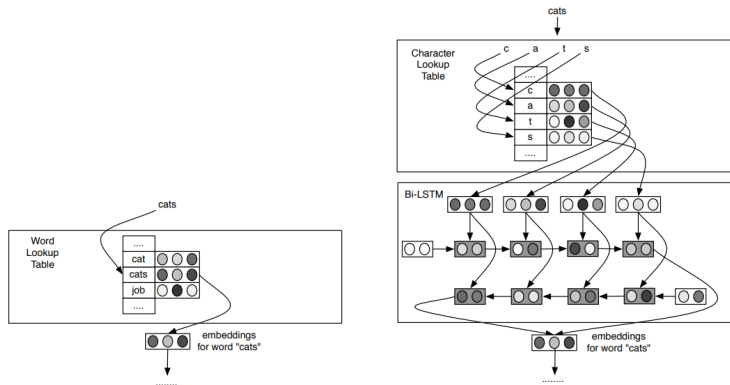 cats
Word
Lookup
Table
....
cat
cats
job
....
embeddings
for word "cats"
........
cats
c a t s
Character
Lookup
Table
....
c
a
t
s
....
Bi-LSTM
embeddings
for word "cats"
........